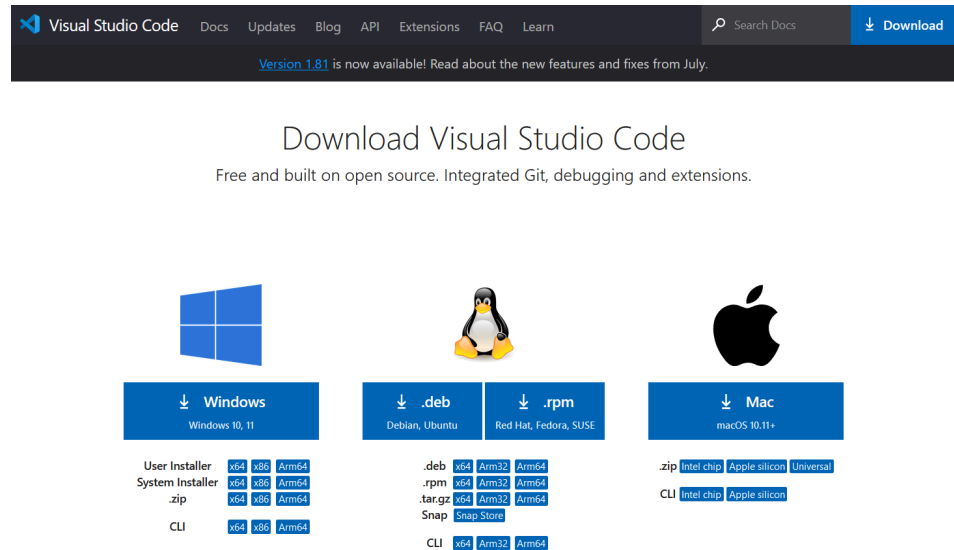 Visual Studio Code Docs Updates Blog API Extensions FAQ Learn Search Docs Download
Version 1.81 is now available! Read about the new features and fixes from July.
Download Visual Studio Code
Free and built on open source. Integrated Git, debugging and extensions.
Windows
Windows 10, 11
User Installer x64 x86 Arm64
System Installer x64 x86 Arm64
.zip x64 x86 Arm64
CLI x64 x86 Arm64
.deb
Debian, Ubuntu
.rpm
Red Hat, Fedora, SUSE
.deb x64 Arm32 Arm64
.rpm x64 Arm32 Arm64
.tar.gz x64 Arm32 Arm64
Snap Snap Store
CLI x64 Arm32 Arm64
Mac
macOS 10.11+
.zip Intel chip Apple silicon Universal
CLI Intel chip Apple silicon